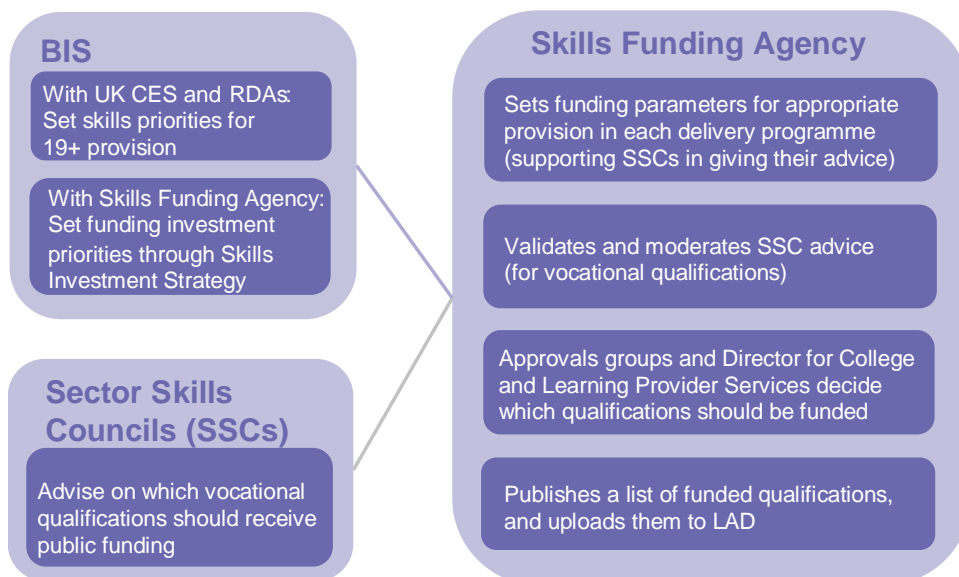 BIS
With UK CES and RDAs:
Set skills priorities for
19+ provision
With Skills Funding Agency:
Set funding investment
priorities through Skills
Investment Strategy
Sector Skills
Councils (SSCs)
Advise on which vocational
qualifications should receive
public funding
Skills Funding Agency
Sets funding parameters for appropriate
provision in each delivery programme
(supporting SSCs in giving their advice)
Validates and moderates SSC advice
(for vocational qualifications)
Approvals groups and Director for College
and Learning Provider Services decide
which qualifications should be funded
Publishes a list of funded qualifications,
and uploads them to LAD